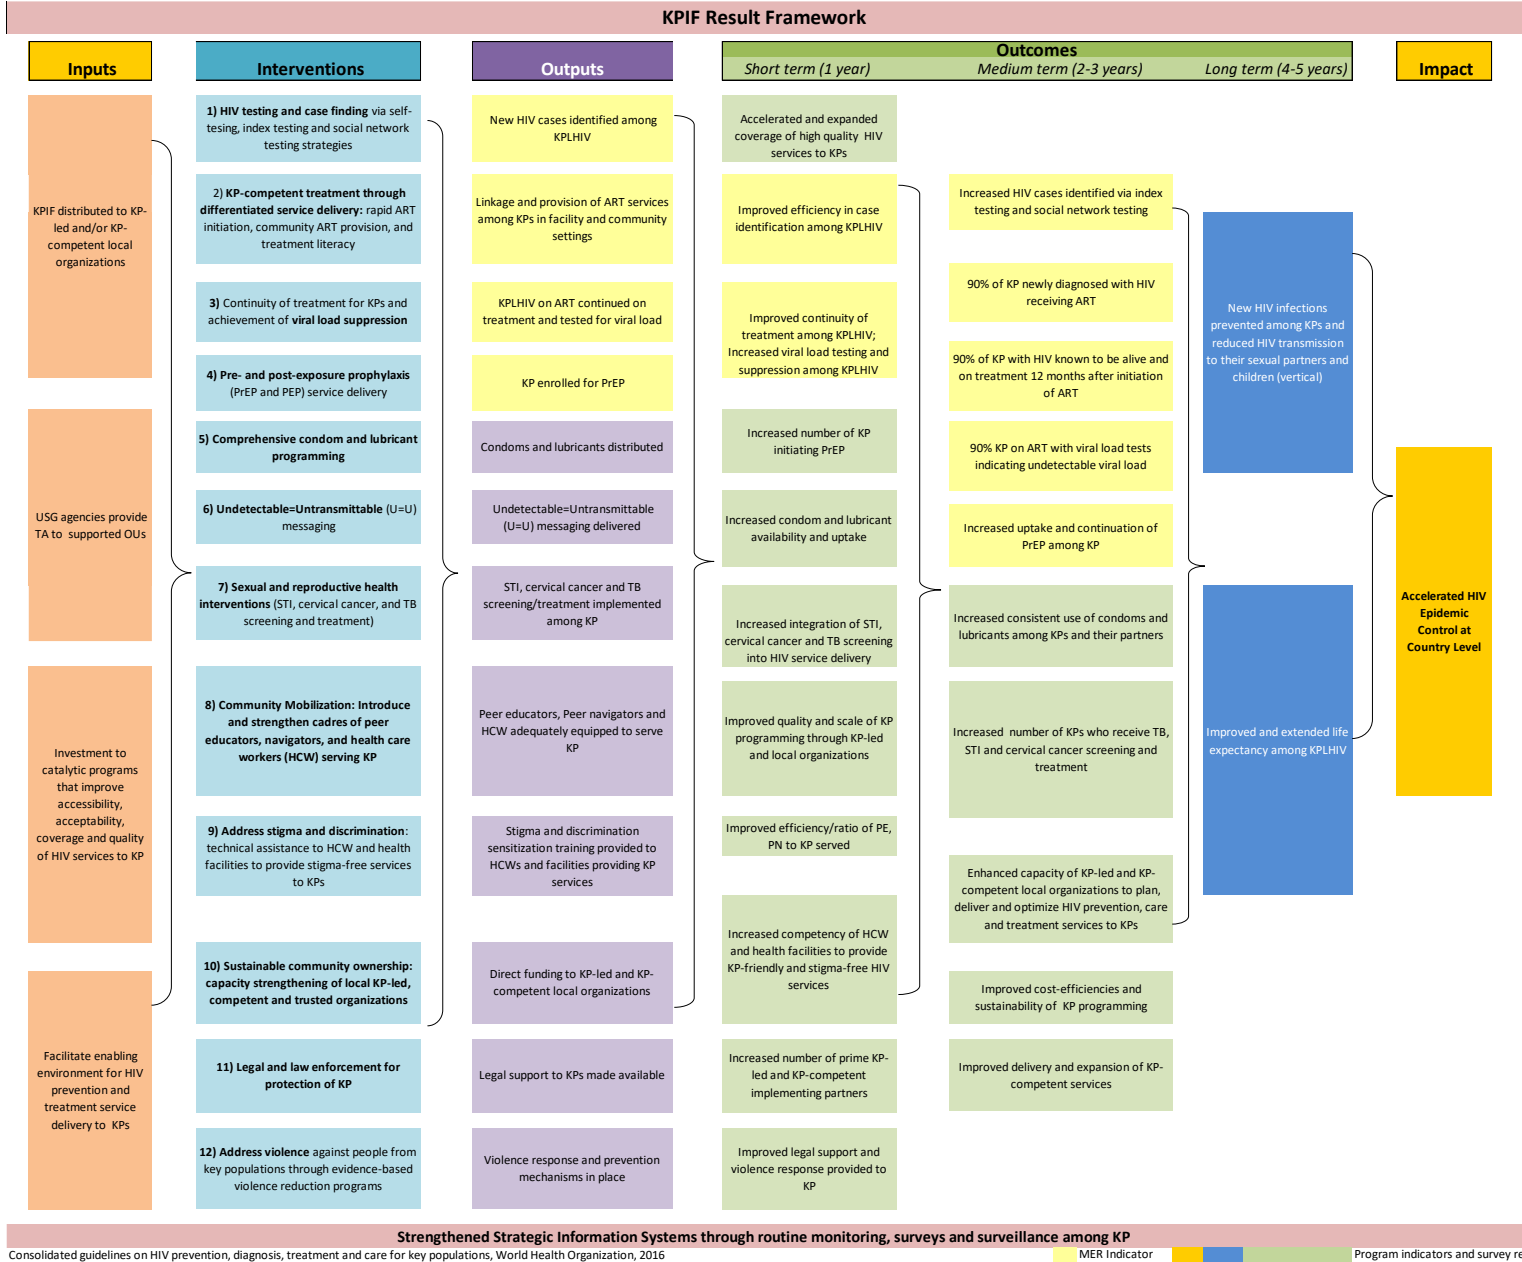 KPIF Result Framework
Inputs
Interventions
Outputs
Outcomes
Short term (1 year)
Medium term (2-3 years)
Long term (4-5 years)
Impact
KPIF distributed to KP-
led and/or KP-
competent local
organizations
USG agencies provide
TA to supported OUs
Investment to
catalytic programs
that improve
accessibility,
acceptability,
coverage and quality
of HIV services to KP
Facilitate enabling
environment for HIV
prevention and
treatment service
delivery to KPs
1) HIV testing and case finding via self-
tesing, index testing and social network
testing strategies
2) KP-competent treatment through
differentiated service delivery: rapid ART
initiation, community ART provision, and
treatment literacy
3) Continuity of treatment for KPs and
achievement of viral load suppression
4) Pre- and post-exposure prophylaxis
(PrEP and PEP) service delivery
5) Comprehensive condom and lubricant
programming
6) Undetectable=Untransmittable (U=U)
messaging
7) Sexual and reproductive health
interventions (STI, cervical cancer, and TB
screening and treatment)
8) Community Mobilization: Introduce
and strengthen cadres of peer
educators, navigators, and health care
workers (HCW) serving KP
9) Address stigma and discrimination:
technical assistance to HCW and health
facilities to provide stigma-free services
to KPs
10) Sustainable community ownership:
capacity strengthening of local KP-led,
competent and trusted organizations
11) Legal and law enforcement for
protection of KP
12) Address violence against people from
key populations through evidence-based
violence reduction programs
New HIV cases identified among
KPLHIV
Linkage and provision of ART services
among KPs in facility and community
settings
KPLHIV on ART continued on
treatment and tested for viral load
KP enrolled for PrEP
Condoms and lubricants distributed
Undetectable=Untransmittable
(U=U) messaging delivered
STI, cervical cancer and TB
screening/treatment implemented
among KP
Peer educators, Peer navigators and
HCW adequately equipped to serve
KP
Stigma and discrimination
sensitization training provided to
HCWs and facilities providing KP
services
Direct funding to KP-led and KP-
competent local organizations
Legal support to KPs made available
Violence response and prevention
mechanisms in place
Accelerated and expanded
coverage of high quality HIV
services to KPs
Improved efficiency in case
identification among KPLHIV
Improved continuity of
treatment among KPLHIV;
Increased viral load testing and
suppression among KPLHIV
Increased number of KP
initiating PrEP
Increased condom and lubricant
availability and uptake
Increased integration of STI,
cervical cancer and TB screening
into HIV service delivery
Improved quality and scale of KP
programming through KP-led
and local organizations
Improved efficiency/ratio of PE,
PN to KP served
Increased competency of HCW
and health facilities to provide
KP-friendly and stigma-free HIV
services
Increased number of prime KP-
led and KP-competent
implementing partners
Improved legal support and
violence response provided to
KP
Increased HIV cases identified via index
testing and social network testing
90% of KP newly diagnosed with HIV
receiving ART
90% of KP with HIV known to be alive and
on treatment 12 months after initiation
of ART
90% KP on ART with viral load tests
indicating undetectable viral load
Increased uptake and continuation of
PrEP among KP
Increased consistent use of condoms and
lubricants among KPs and their partners
Increased number of KPs who receive TB,
STI and cervical cancer screening and
treatment
Enhanced capacity of KP-led and KP-
competent local organizations to plan,
deliver and optimize HIV prevention, care
and treatment services to KPs
Improved cost-efficiencies and
sustainability of KP programming
Improved delivery and expansion of KP-
competent services
New HIV infections
prevented among KPs and
reduced HIV transmission
to their sexual partners and
children (vertical)
Improved and extended life
expectancy among KPLHIV
Accelerated HIV
Epidemic
Control at
Country Level
Strengthened Strategic Information Systems through routine monitoring, surveys and surveillance among KP
Consolidated guidelines on HIV prevention, diagnosis, treatment and care for key populations, World Health Organization, 2016
MER Indicator
Program indicators and survey re